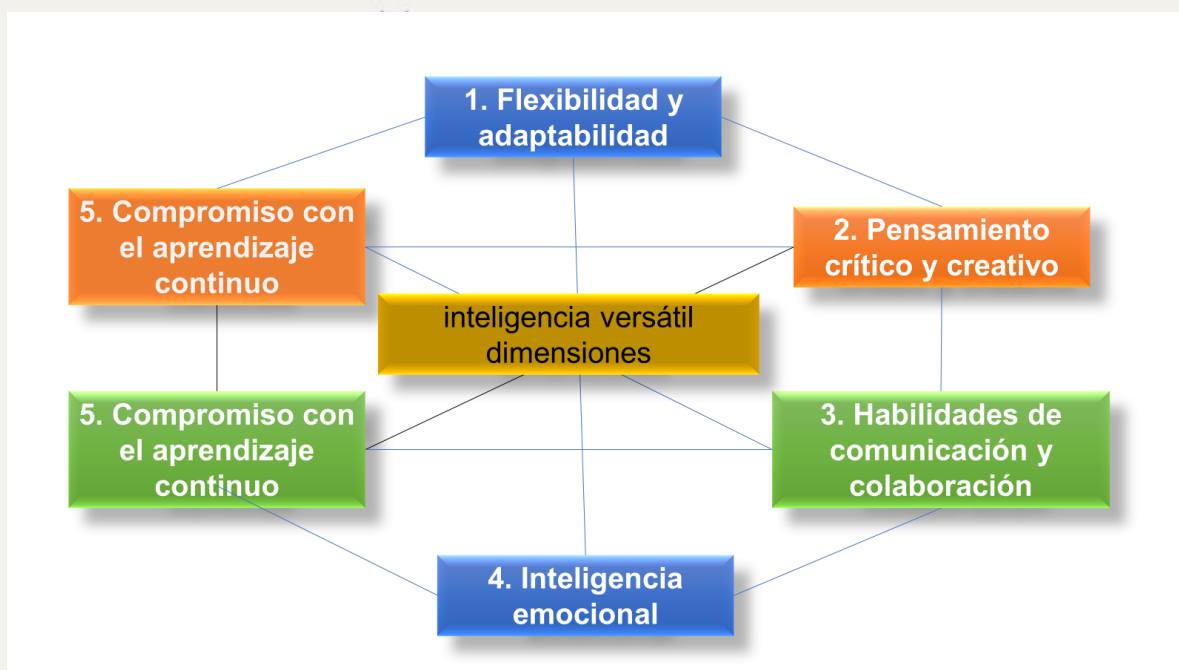 1. Flexibilidad y
adaptabilidad
5. Compromiso con
el aprendizaje
continuo
2. Pensamiento
crítico y creativo
inteligencia versátil
dimensiones
5. Compromiso con
el aprendizaje
continuo
3. Habilidades de
comunicación y
colaboración
4. Inteligencia
emocional